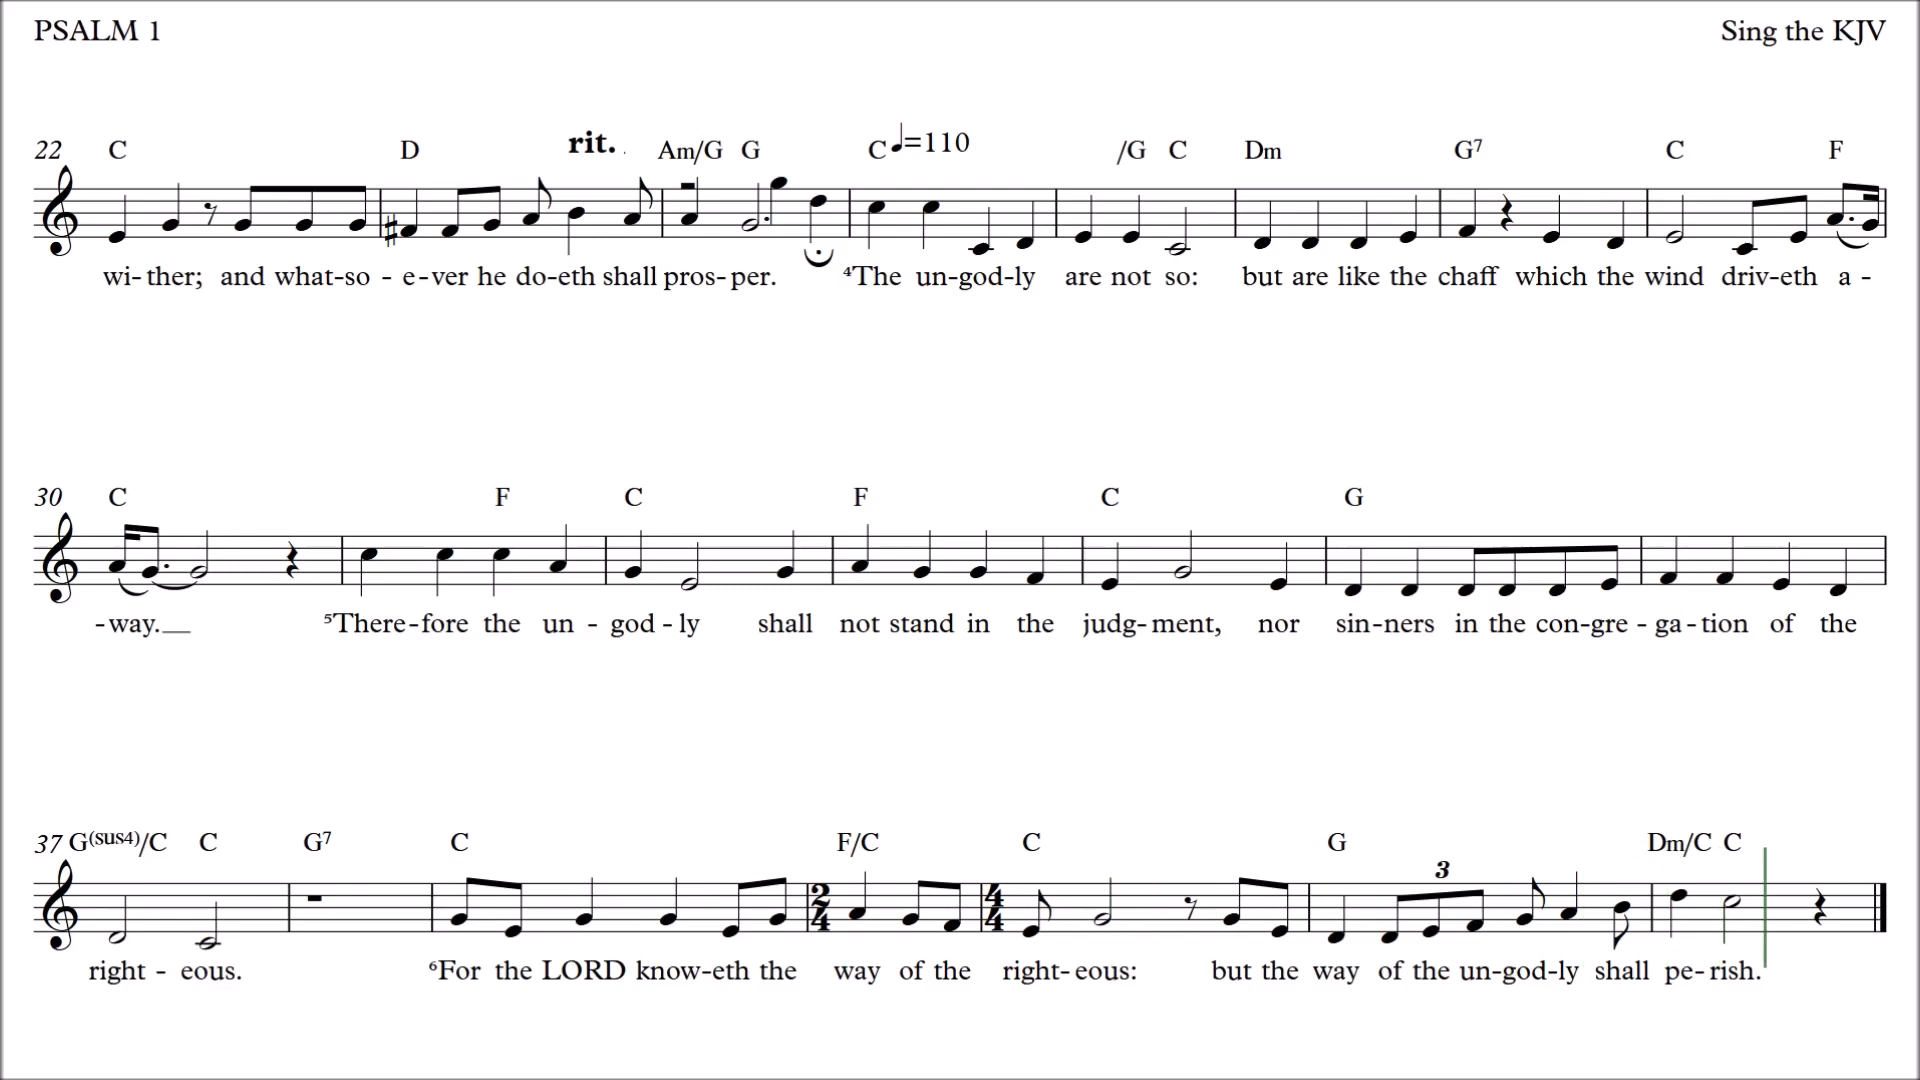 PSALM 1 Sing the KJV
22 C D rit. Am/G G C ♩=110 /G C Dm G7 C F
wi- ther; and what-so - e-ver he do-eth shall pros- per. ⁴The un-god-ly are not so: but are like the chaff which the wind driv-eth a -
30 C F C F C G
-way.__ ⁵There-fore the un - god - ly shall not stand in the judg- ment, nor sin-ners in the con-gre - ga - tion of the
37 G(sus4)/C C G7 C F/C C G 3 Dm/C C
2 4 4 4
right - eous. ⁶For the LORD know-eth the way of the right- eous: but the way of the un-god-ly shall pe- rish.